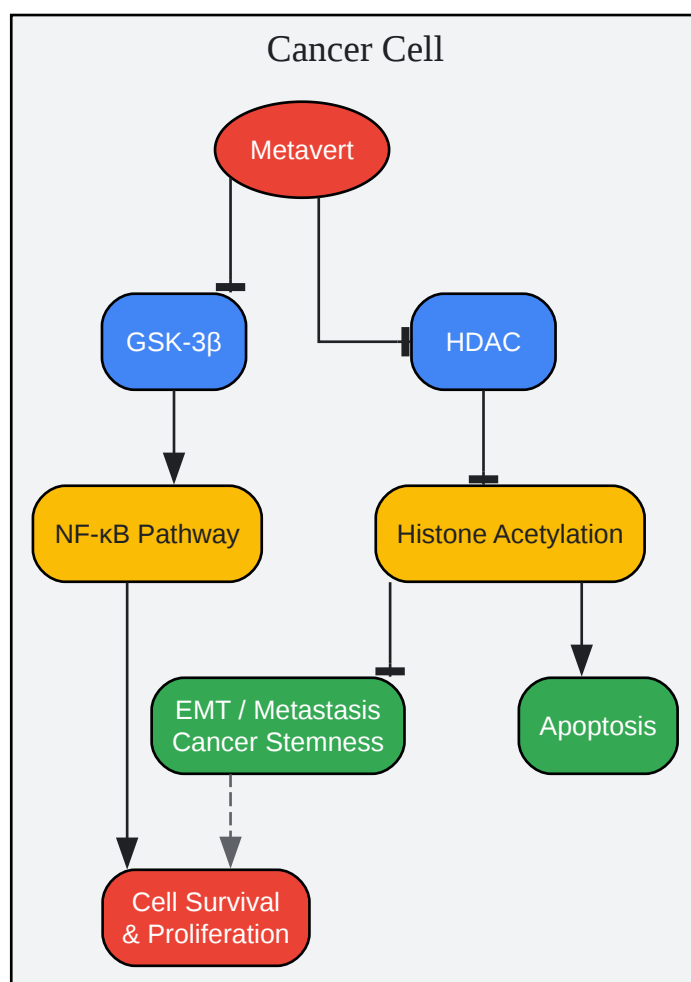 Cancer Cell
Metavert
GSK-3β
HDAC
NF-κB Pathway
Histone Acetylation
EMT / Metastasis
Cancer Stemness
Apoptosis
Cell Survival
& Proliferation